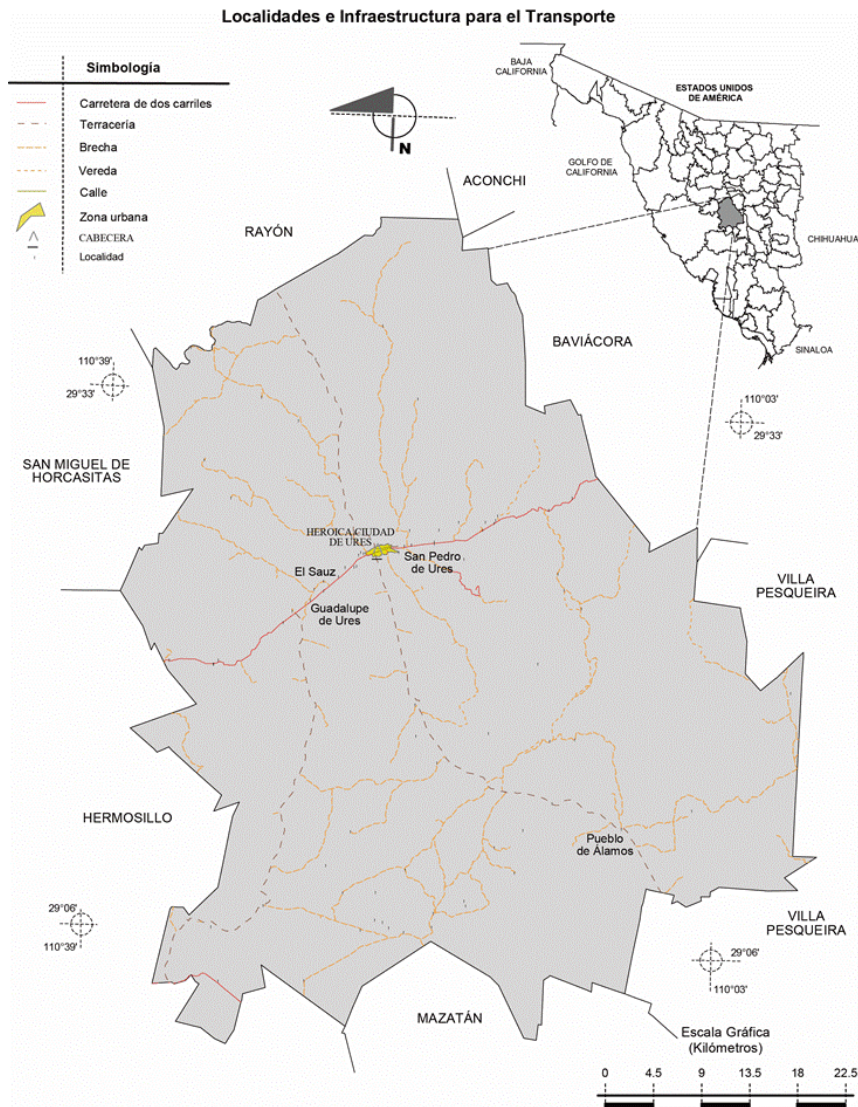 Localidades e Infraestructura para el Transporte
Simbología
Carretera de dos carriles
Terracería
Brecha
Vereda
Calle
Zona urbana
CABECERA
Localidad
N
BAJA
CALIFORNIA
ESTADOS UNIDOS
DE AMÉRICA
GOLFO DE
CALIFORNIA
CHIHUAHUA
SINALOA
ACONCHI
RAYÓN
BAVIÁCORA
110°39'
29°33'
110°03'
29°33'
SAN MIGUEL DE
HORCASITAS
HEROICA CIUDAD
DE URES
San Pedro
de Ures
El Sauz
Guadalupe
de Ures
VILLA
PESQUEIRA
HERMOSILLO
Pueblo
de Álamos
29°06'
110°39'
VILLA
PESQUEIRA
29°06'
110°03'
MAZATÁN
Escala Gráfica
(Kilómetros)
0 4.5 9 13.5 18 22.5